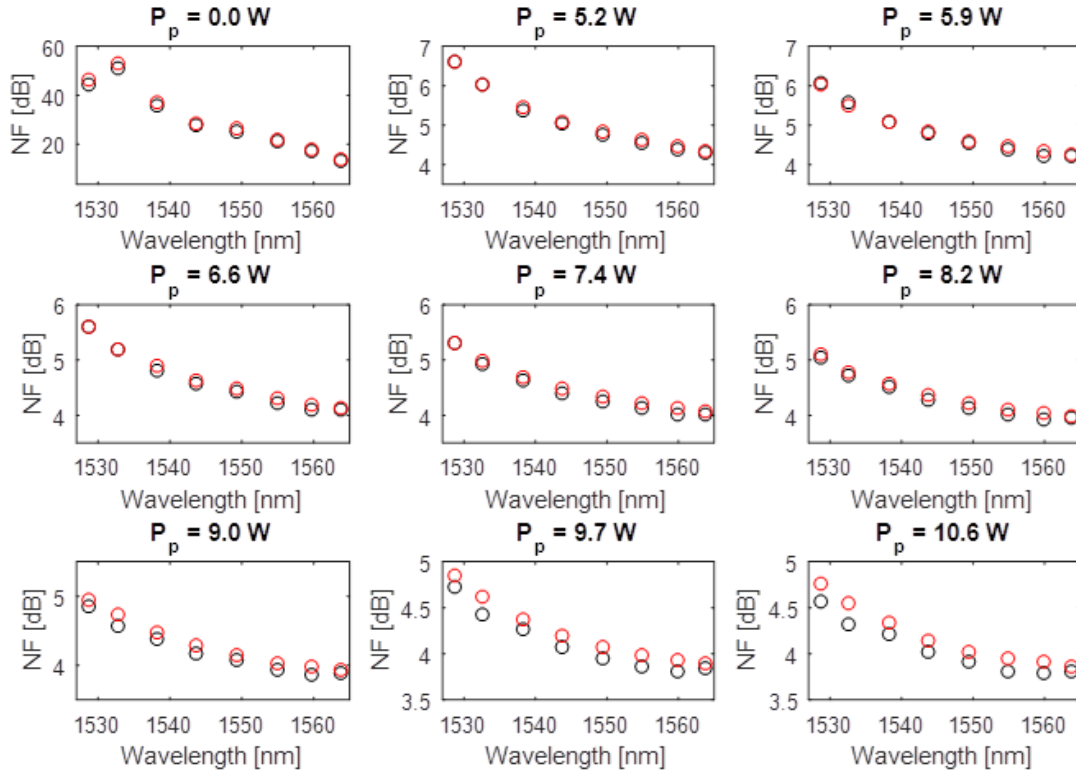 P_p = 0.0 W
P_p = 5.2 W
P_p = 5.9 W
60
40
20
NF [dB]
1530 1540 1550 1560
Wavelength [nm]
7
6
5
4
NF [dB]
1530 1540 1550 1560
Wavelength [nm]
7
6
5
4
NF [dB]
1530 1540 1550 1560
Wavelength [nm]
P_p = 6.6 W
P_p = 7.4 W
P_p = 8.2 W
6
5
4
NF [dB]
1530 1540 1550 1560
Wavelength [nm]
6
5
4
NF [dB]
1530 1540 1550 1560
Wavelength [nm]
6
5
4
NF [dB]
1530 1540 1550 1560
Wavelength [nm]
P_p = 9.0 W
P_p = 9.7 W
P_p = 10.6 W
5
4
NF [dB]
1530 1540 1550 1560
Wavelength [nm]
5
4.5
4
3.5
NF [dB]
1530 1540 1550 1560
Wavelength [nm]
5
4.5
4
3.5
NF [dB]
1530 1540 1550 1560
Wavelength [nm]